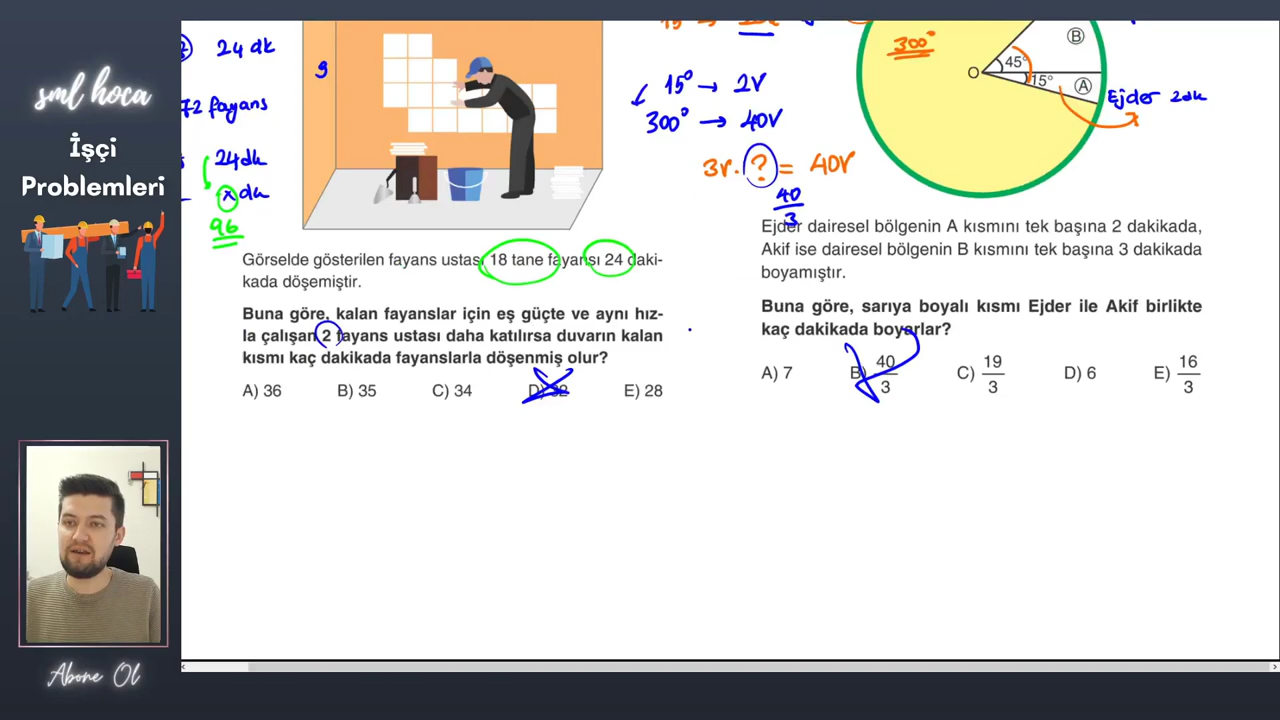 sml hoca
İşçi
Problemleri
24 dk
72 fayans
24dk
x dk
96
9
15° → 2v
300° → 40v
3v. ? = 40v
40
3
300°
45°
15°
O
B
A
Ejder 2dk
Görselde gösterilen fayans ustası 18 tane fayansı 24 daki-
kada döşemiştir.
Buna göre, kalan fayanslar için eş güçte ve aynı hız-
la çalışan 2 fayans ustası daha katılırsa duvarın kalan
kısmı kaç dakikada fayanslarla döşenmiş olur?
A) 36 B) 35 C) 34 D) 32 E) 28
Ejder dairesel bölgenin A kısmını tek başına 2 dakikada,
Akif ise dairesel bölgenin B kısmını tek başına 3 dakikada
boyamıştır.
Buna göre, sarıya boyalı kısmı Ejder ile Akif birlikte
kaç dakikada boyarlar?
A) 7 B) 40/3 C) 19/3 D) 6 E) 16/3
Abone Ol